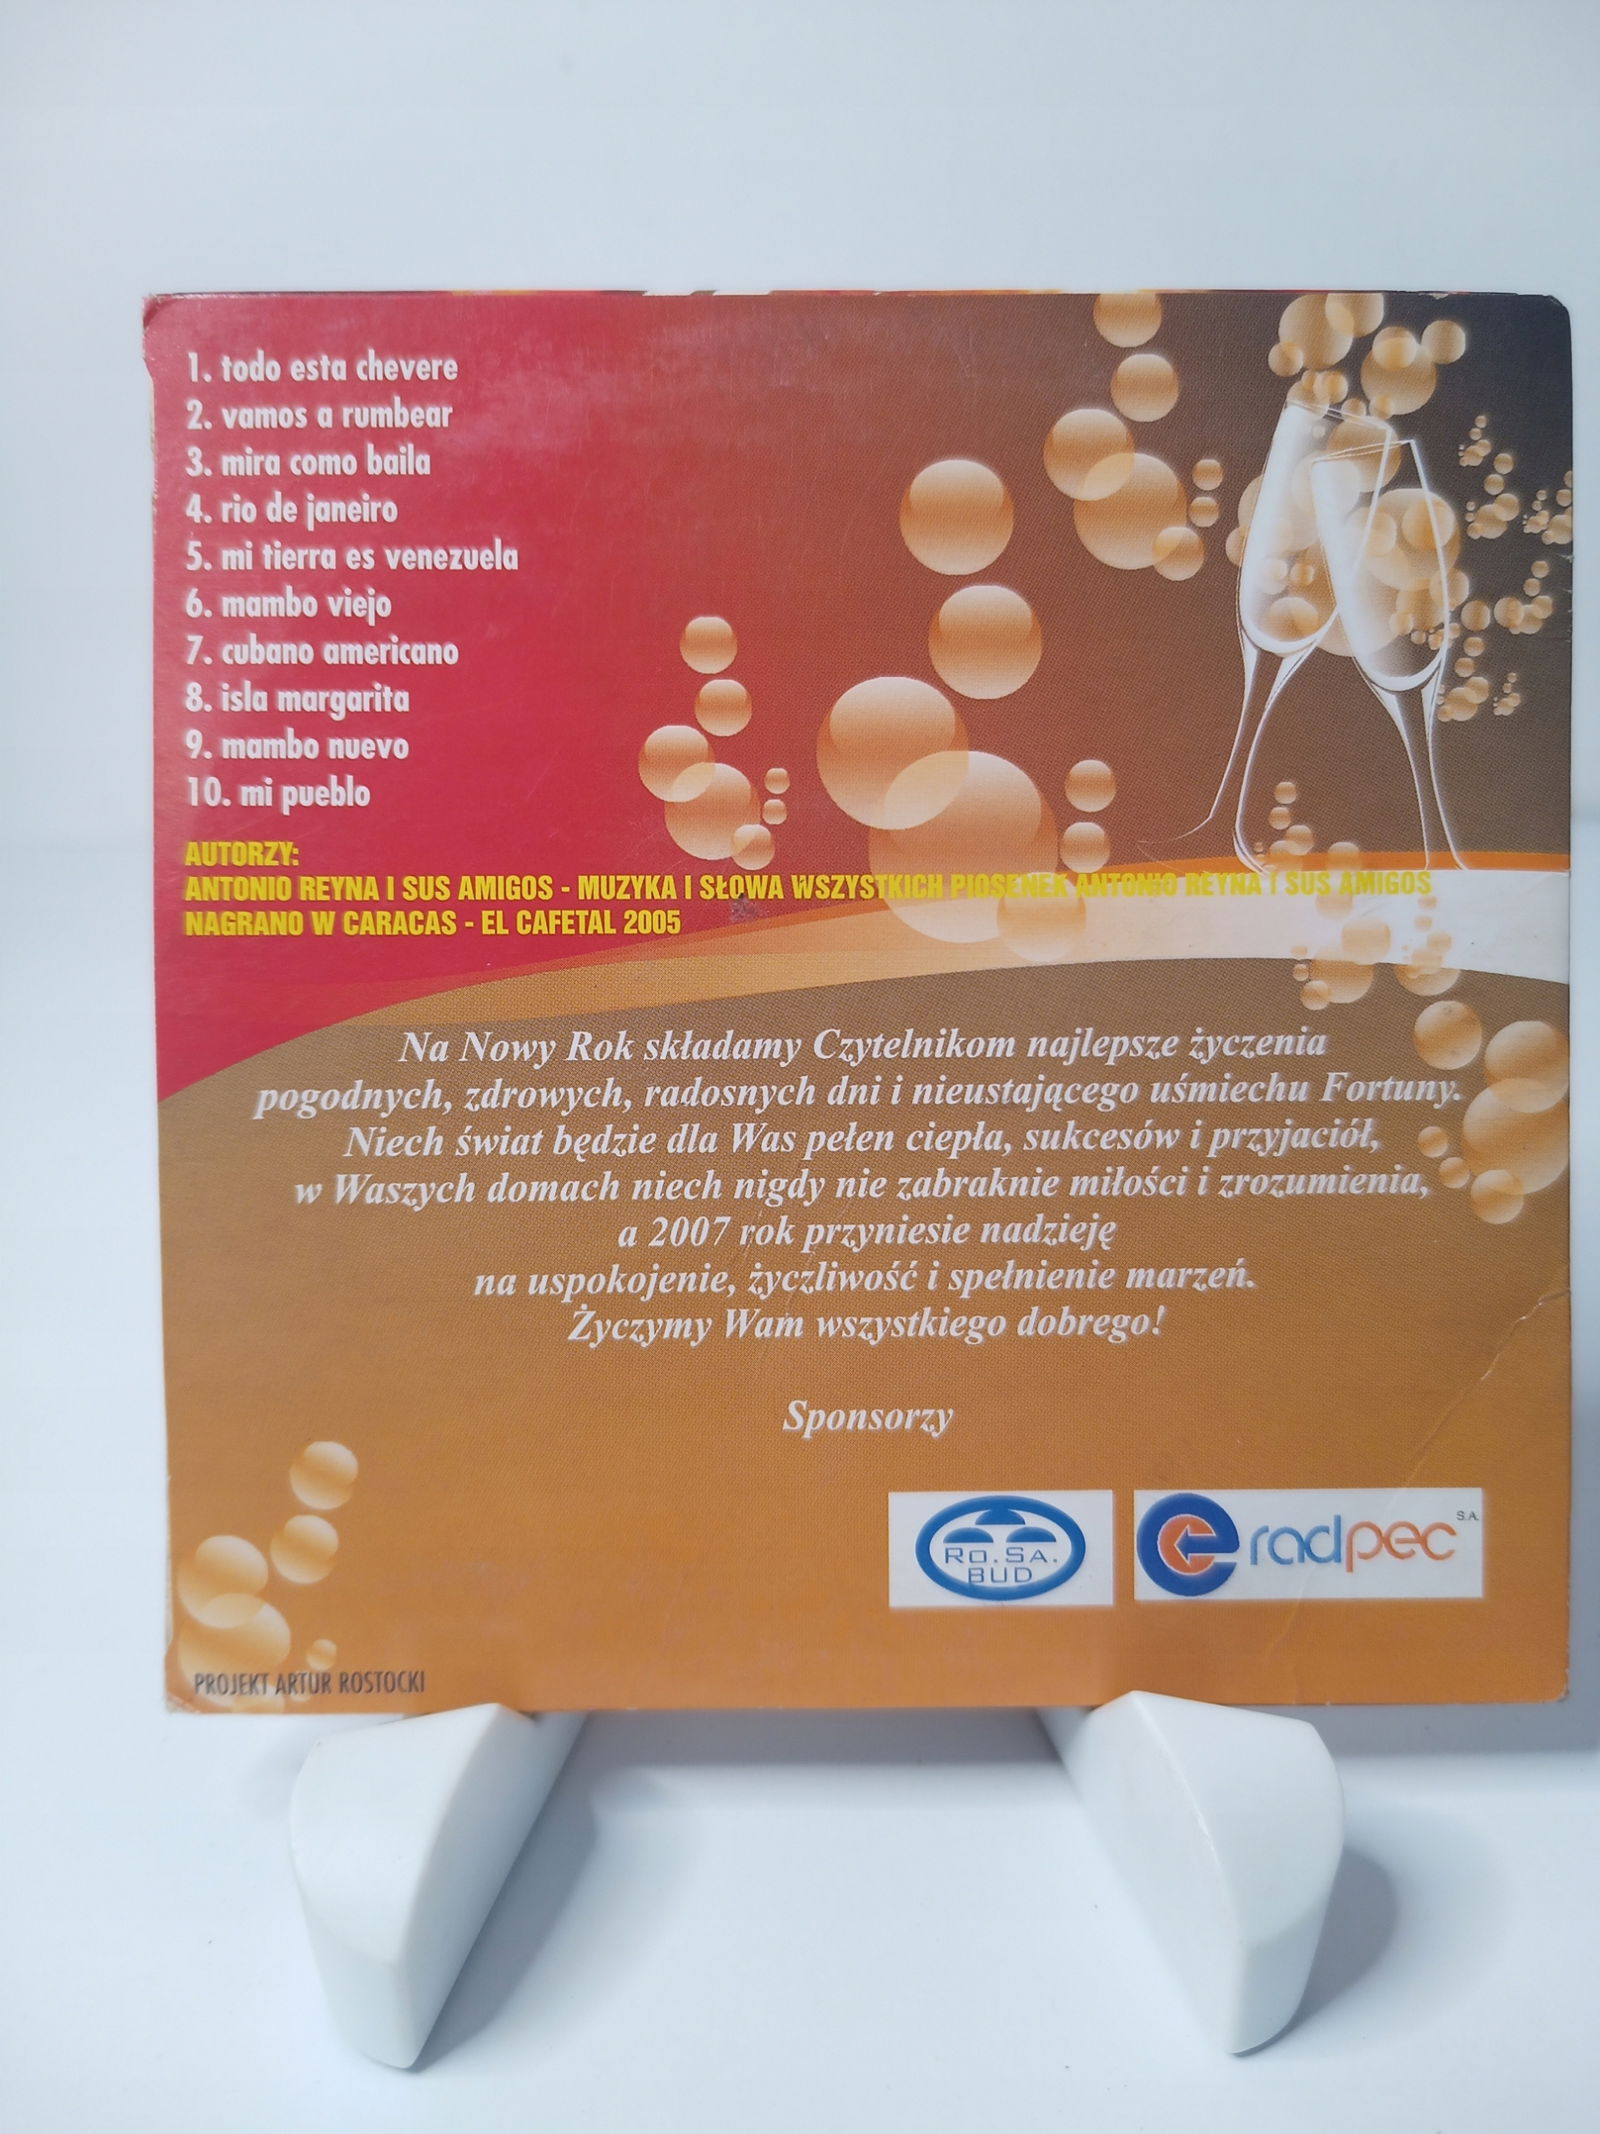 1. todo esta chevere
2. vamos a rumbear
3. mira como baila
4. rio de janeiro
5. mi tierra es venezuela
6. mambo viejo
7. cubano americano
8. isla margarita
9. mambo nuevo
10. mi pueblo
AUTORZY:
ANTONIO REYNA I SUS AMIGOS - MUZYKA I SŁOWA WSZYSTKICH PIOSENEK ANTONIO REYNA I SUS AMIGOS
NAGRANO W CARACAS - EL CAFETAL 2005
Na Nowy Rok składamy Czytelnikom najlepsze życzenia
pogodnych, zdrowych, radosnych dni i nieustającego uśmiechu Fortuny.
Niech świat będzie dla Was pełen ciepła, sukcesów i przyjaciół,
w Waszych domach niech nigdy nie zabraknie miłości i zrozumienia,
a 2007 rok przyniesie nadzieję
na uspokojenie, życzliwość i spełnienie marzeń.
Życzymy Wam wszystkiego dobrego!
Sponsorzy
RO.SA.
BUD
radpec S.A.
PROJEKT ARTUR ROSTOCKI